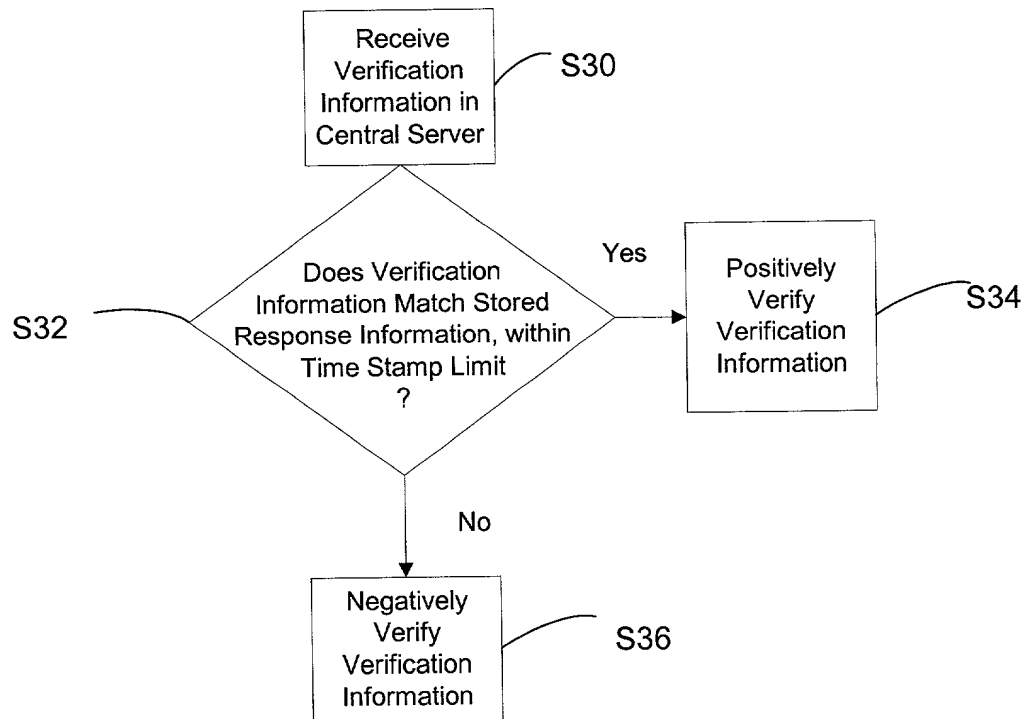 Receive
Verification
Information in
Central Server
S30
Does Verification
Information Match Stored
Response Information, within
Time Stamp Limit
?
S32
Yes
Positively
Verify
Verification
Information
S34
No
Negatively
Verify
Verification
Information
S36